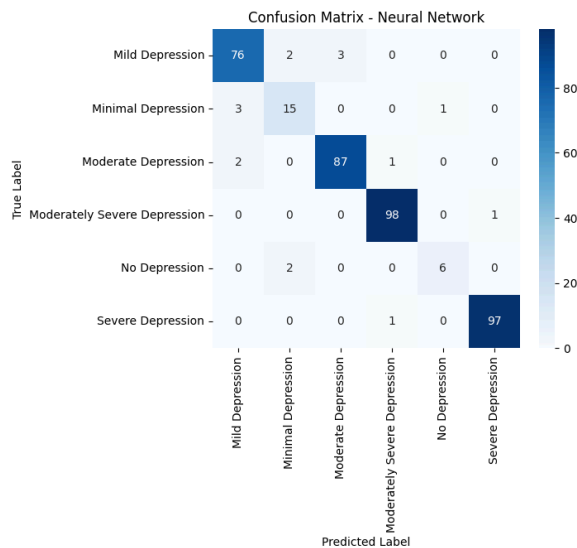 Confusion Matrix - Neural Network
True Label
Mild Depression 76 2 3 0 0 0
Minimal Depression 3 15 0 0 1 0
Moderate Depression 2 0 87 1 0 0
Moderately Severe Depression 0 0 0 98 0 1
No Depression 0 2 0 0 6 0
Severe Depression 0 0 0 1 0 97
Mild Depression
Minimal Depression
Moderate Depression
Moderately Severe Depression
No Depression
Severe Depression
Predicted Label
80
60
40
20
0